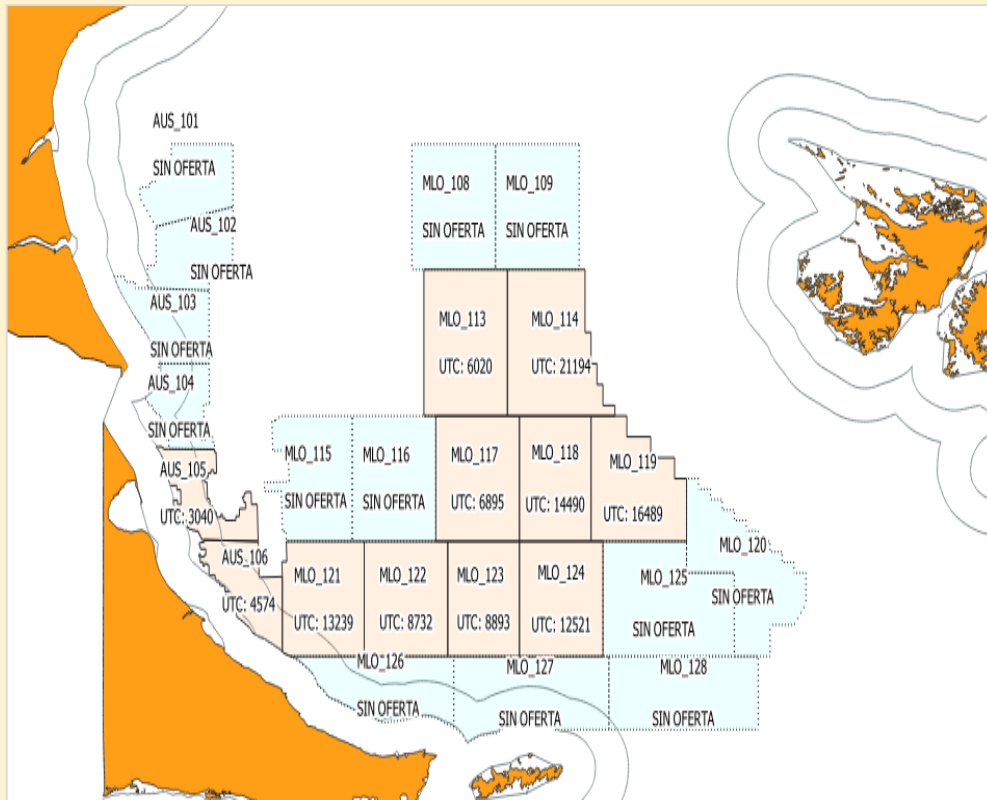 AUS_101
SIN OFERTA
AUS_102
SIN OFERTA
AUS_103
SIN OFERTA
AUS_104
SIN OFERTA
AUS_105
UTC: 3040
AUS_106
UTC: 4574
MLO_108
SIN OFERTA
MLO_109
SIN OFERTA
MLO_113
UTC: 6020
MLO_114
UTC: 21194
MLO_115
SIN OFERTA
MLO_116
SIN OFERTA
MLO_117
UTC: 6895
MLO_118
UTC: 14490
MLO_119
UTC: 16489
MLO_120
SIN OFERTA
MLO_121
UTC: 13239
MLO_122
UTC: 8732
MLO_123
UTC: 8893
MLO_124
UTC: 12521
MLO_125
SIN OFERTA
MLO_126
SIN OFERTA
MLO_127
SIN OFERTA
MLO_128
SIN OFERTA